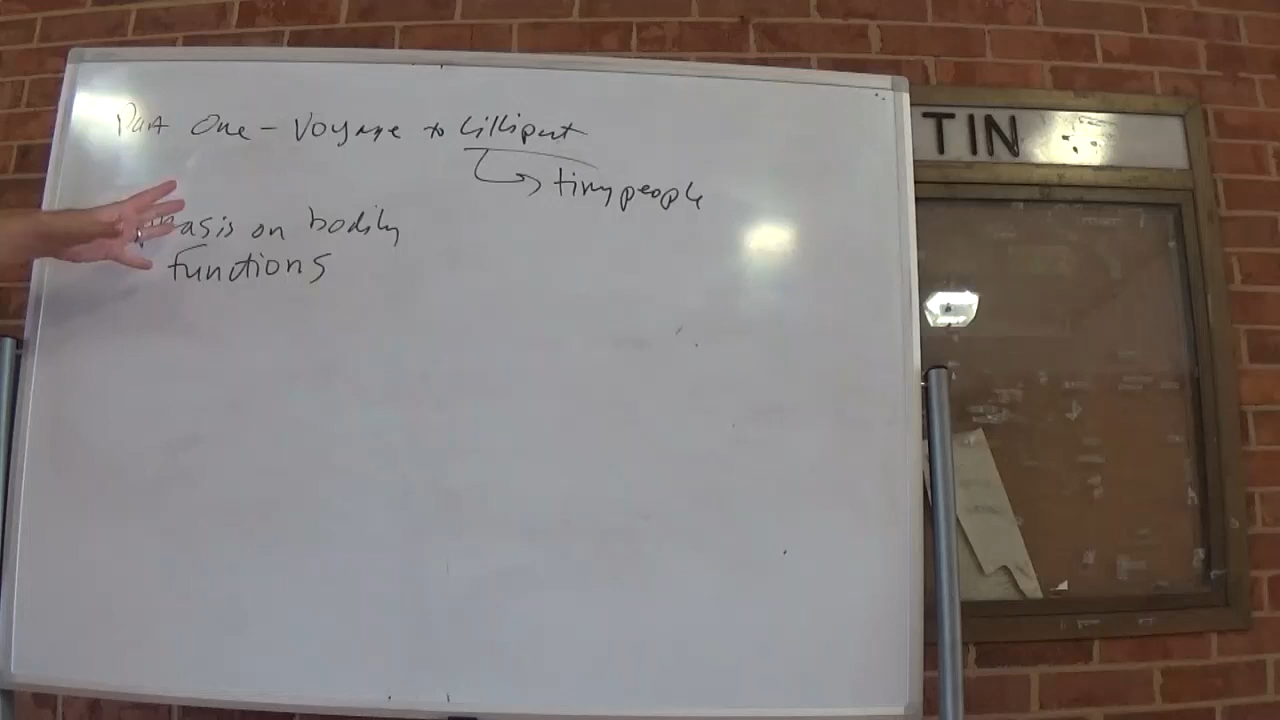 Part One - Voyage to Lilliput
tiny people
asis on bodily
functions
TIN